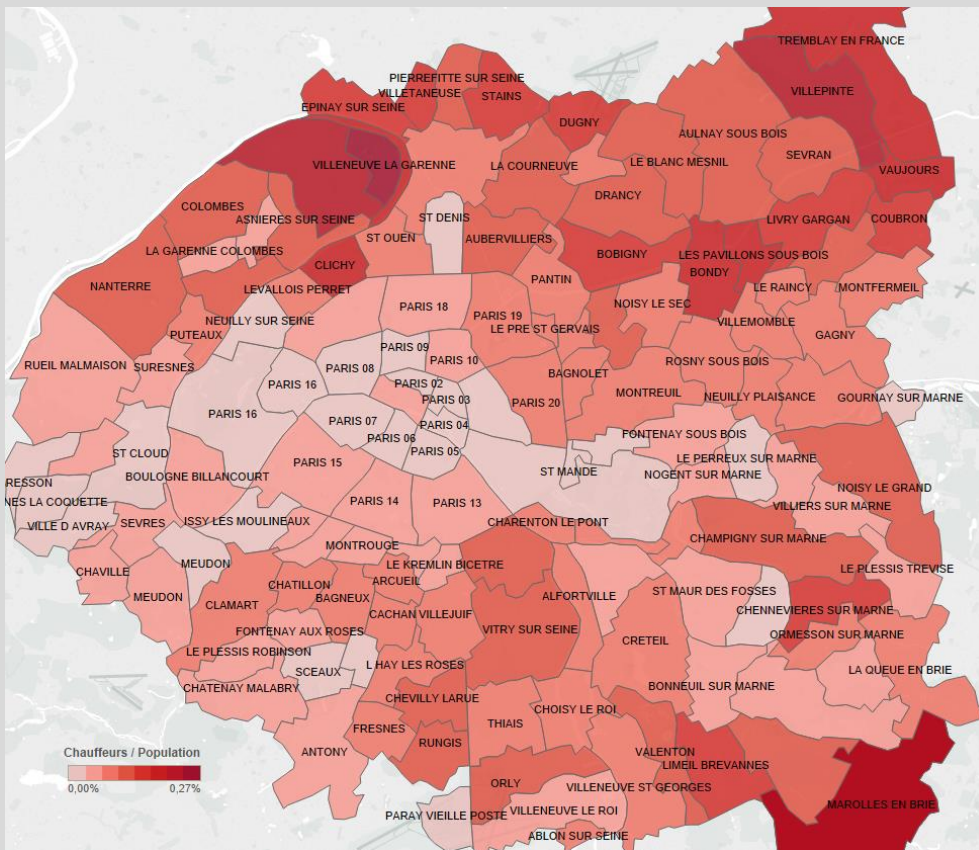 TREMBLAY EN FRANCE
PIERREFITTE SUR SEINE
VILLEPINTE
VILLETANEUSE
STAINS
EPINAY SUR SEINE
DUGNY
AULNAY SOUS BOIS
VILLENEUVE LA GARENNE
LA COURNEUVE
LE BLANC MESNIL
SEVRAN
VAUJOURS
DRANCY
COLOMBES
ASNIERES SUR SEINE
ST DENIS
LIVRY GARGAN
COUBRON
ST OUEN
AUBERVILLIERS
LA GARENNE COLOMBES
CLICHY
BOBIGNY
LES PAVILLONS SOUS BOIS
BONDY
PANTIN
NANTERRE
LEVALLOIS PERRET
LE RAINCY
MONTFERMEIL
PARIS 18
NOISY LE SEC
NEUILLY SUR SEINE
PARIS 19
VILLEMOMBLE
LE PRE ST GERVAIS
PUTEAUX
GAGNY
PARIS 09
RUEIL MALMAISON
SURESNES
PARIS 08
PARIS 10
ROSNY SOUS BOIS
BAGNOLET
PARIS 16
PARIS 02
MONTREUIL
NEUILLY PLAISANCE
GOURNAY SUR MARNE
PARIS 03
PARIS 20
PARIS 16
PARIS 07
PARIS 04
PARIS 06
FONTENAY SOUS BOIS
PARIS 05
ST CLOUD
LE PERREUX SUR MARNE
PARIS 15
ST MANDE
NOGENT SUR MARNE
BOULOGNE BILLANCOURT
RESSON
NOISY LE GRAND
PARIS 14
PARIS 13
NES LA COQUETTE
VILLIERS SUR MARNE
SEVRES
ISSY LES MOULINEAUX
CHARENTON LE PONT
VILLE D AVRAY
CHAMPIGNY SUR MARNE
MONTROUGE
MEUDON
LE KREMLIN BICETRE
LE PLESSIS TREVISE
CHAVILLE
ARCUEIL
CHATILLON
ST MAUR DES FOSSES
MEUDON
BAGNEUX
ALFORTVILLE
CLAMART
CACHAN
VILLEJUIF
CHENNEVIERES SUR MARNE
FONTENAY AUX ROSES
VITRY SUR SEINE
ORMESSON SUR MARNE
CRETEIL
LE PLESSIS ROBINSON
L HAY LES ROSES
LA QUEUE EN BRIE
SCEAUX
CHATENAY MALABRY
BONNEUIL SUR MARNE
CHEVILLY LARUE
CHOISY LE ROI
THIAIS
FRESNES
RUNGIS
ANTONY
VALENTON
LIMEIL BREVANNES
Chauffeurs / Population
0,00%
0,27%
ORLY
VILLENEUVE ST GEORGES
MAROLLES EN BRIE
PARAY VIEILLE POSTE
VILLENEUVE LE ROI
ABLON SUR SEINE